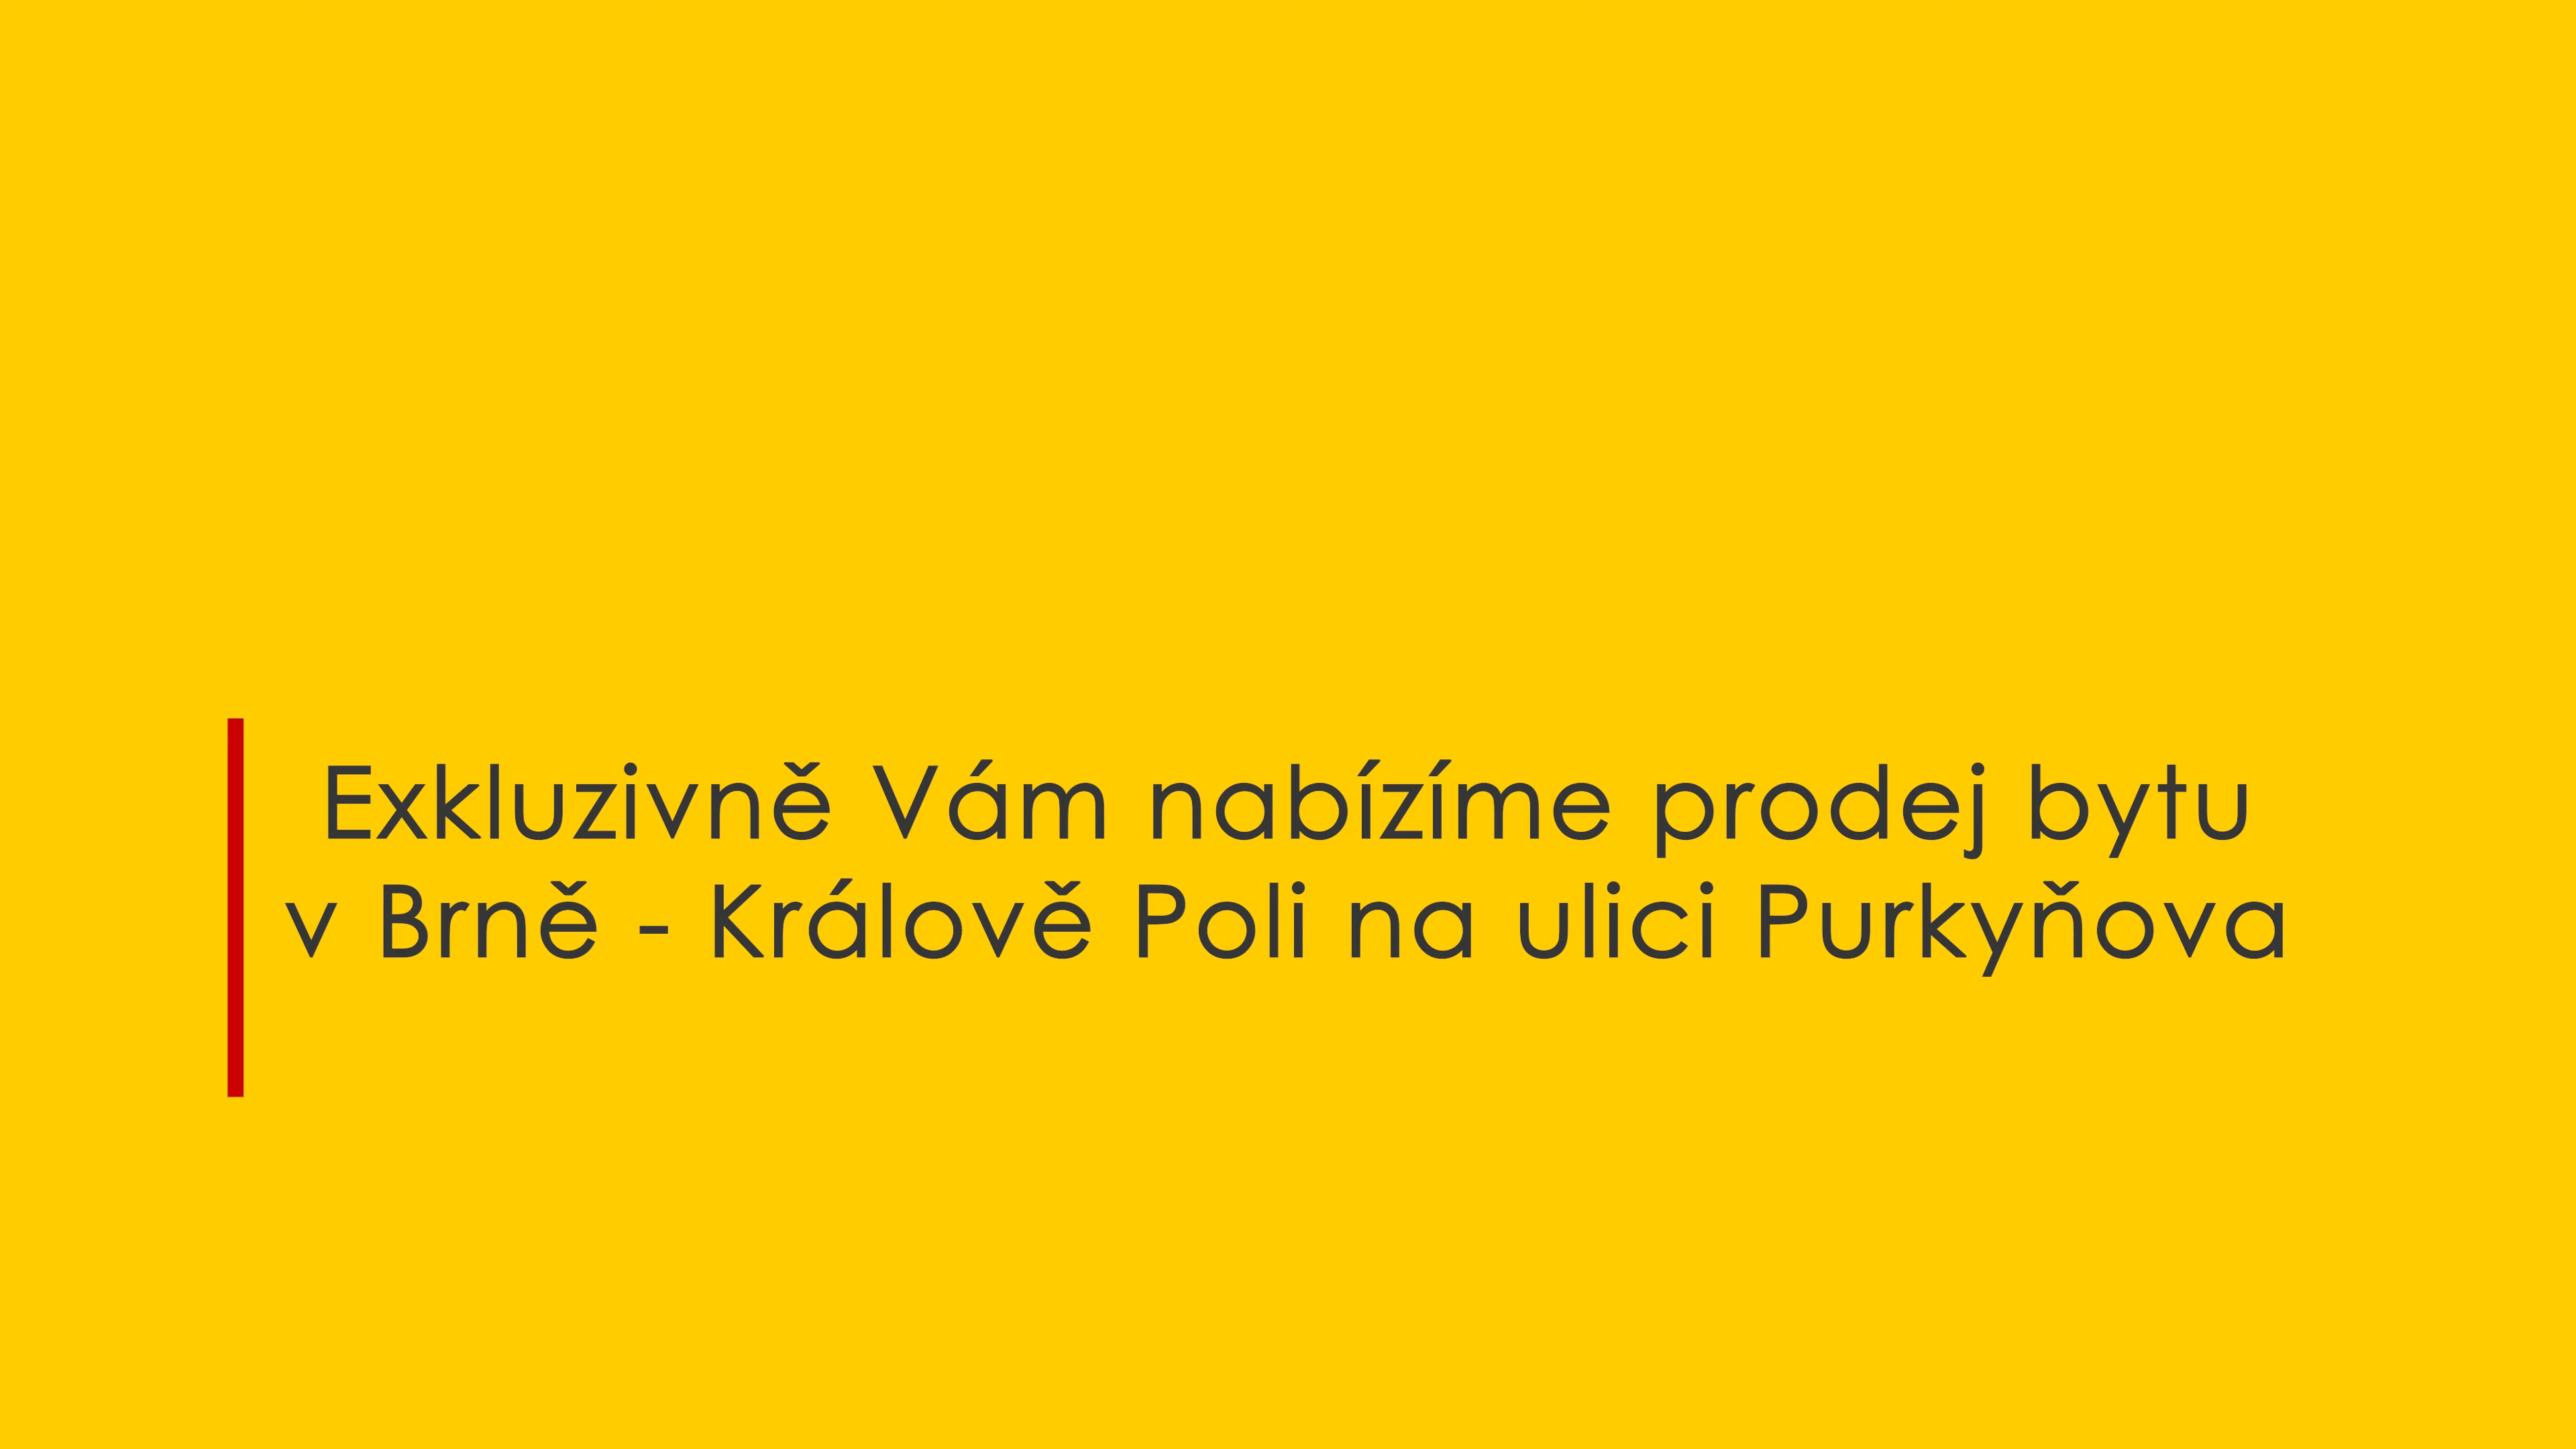 Exkluzivně Vám nabízíme prodej bytu
v Brně - Králově Poli na ulici Purkyňova